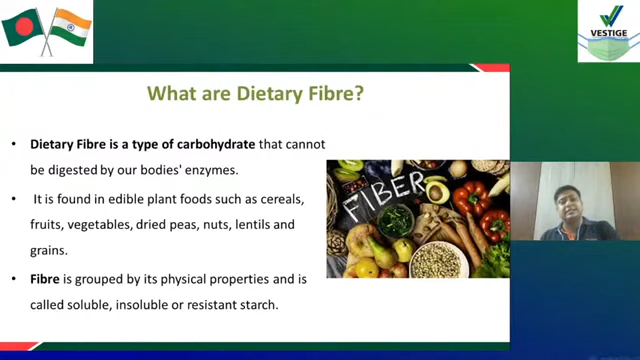 VESTIGE
What are Dietary Fibre?
• Dietary Fibre is a type of carbohydrate that cannot
be digested by our bodies' enzymes.
• It is found in edible plant foods such as cereals,
fruits, vegetables, dried peas, nuts, lentils and
grains.
• Fibre is grouped by its physical properties and is
called soluble, insoluble or resistant starch.
FIBER